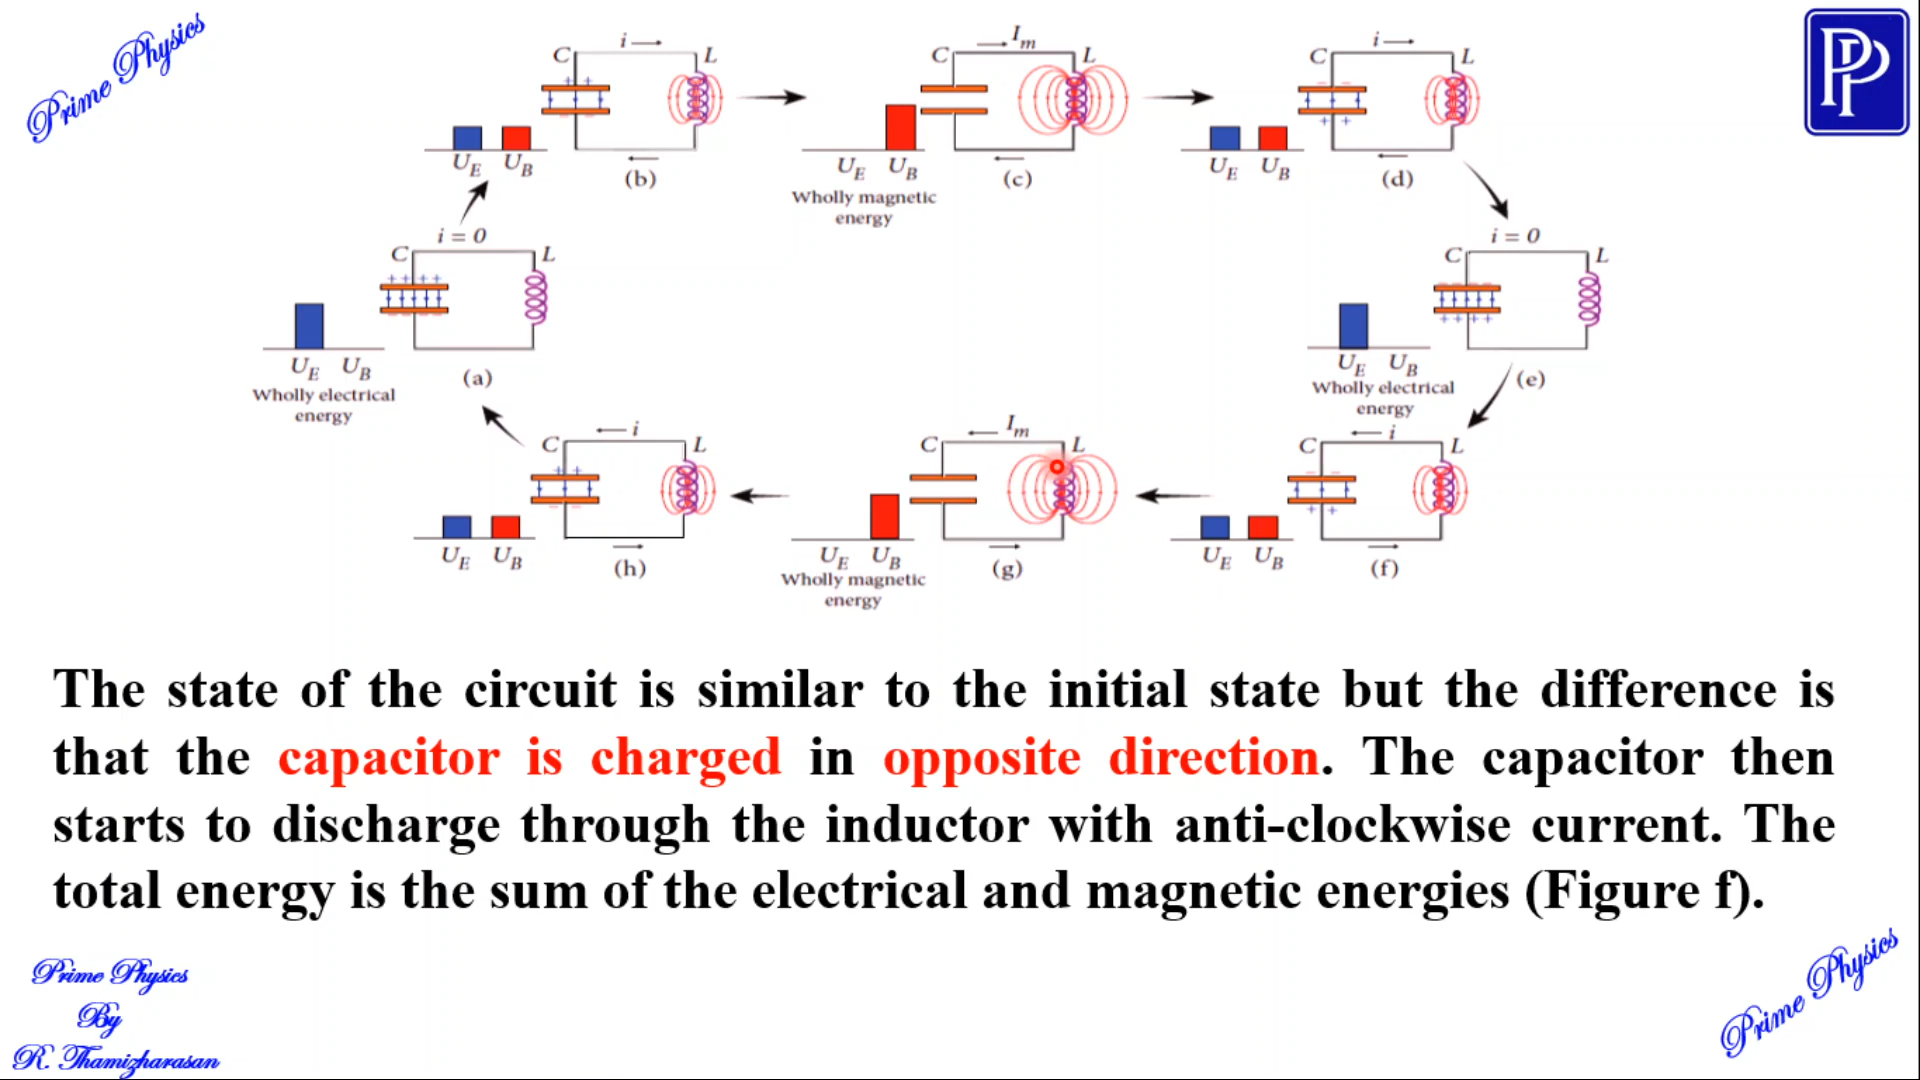 Prime Physics
PP
C i L
U_E U_B
(b)
C I_m L
U_E U_B
(c)
Wholly magnetic
energy
C i L
U_E U_B
(d)
i = 0
C L
U_E U_B
(a)
Wholly electrical
energy
i = 0
C L
U_E U_B
(e)
Wholly electrical
energy
C i L
U_E U_B
(h)
C I_m L
U_E U_B
(g)
Wholly magnetic
energy
C i L
U_E U_B
(f)
The state of the circuit is similar to the initial state but the difference is
that the capacitor is charged in opposite direction. The capacitor then
starts to discharge through the inductor with anti-clockwise current. The
total energy is the sum of the electrical and magnetic energies (Figure f).
Prime Physics
By
R. Thamizharasan
Prime Physics